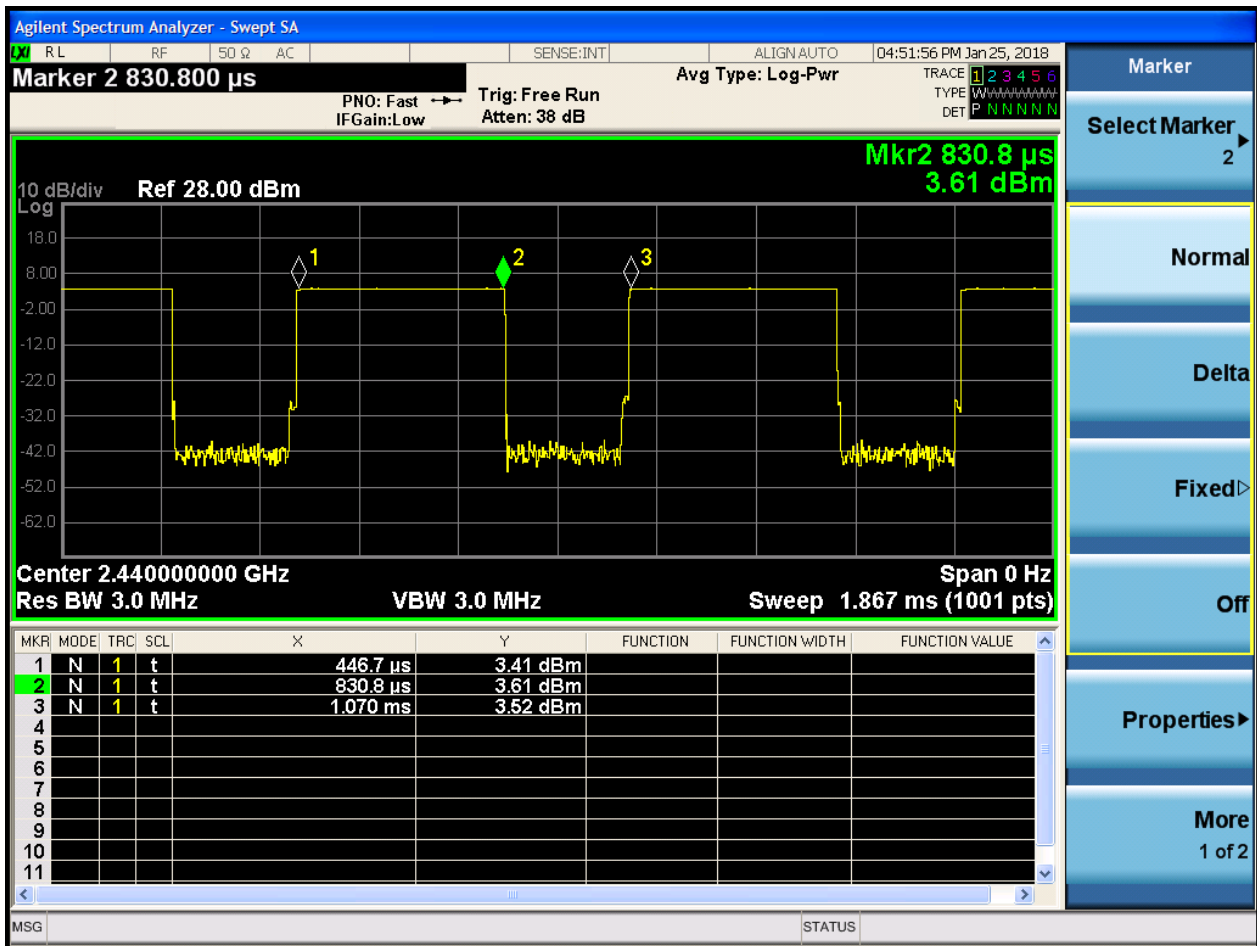 Agilent Spectrum Analyzer - Swept SA
LXI RL RF 50 Ω AC SENSE:INT ALIGN AUTO 04:51:56 PM Jan 25, 2018
Marker 2 830.800 µs
PNO: Fast
IFGain:Low
Trig: Free Run
Atten: 38 dB
Avg Type: Log-Pwr
TRACE 1 2 3 4 5 6
TYPE W
DET P N N N N N
Mkr2 830.8 µs
3.61 dBm
10 dB/div Ref 28.00 dBm
Log
18.0
8.00
-2.00
-12.0
-22.0
-32.0
-42.0
-52.0
-62.0
1
2
3
Center 2.440000000 GHz Span 0 Hz
Res BW 3.0 MHz VBW 3.0 MHz Sweep 1.867 ms (1001 pts)
MKR MODE TRC SCL X Y FUNCTION FUNCTION WIDTH FUNCTION VALUE
1 N 1 t 446.7 µs 3.41 dBm
2 N 1 t 830.8 µs 3.61 dBm
3 N 1 t 1.070 ms 3.52 dBm
4
5
6
7
8
9
10
11
MSG STATUS
Marker
Select Marker
2
Normal
Delta
Fixed
Off
Properties
More
1 of 2